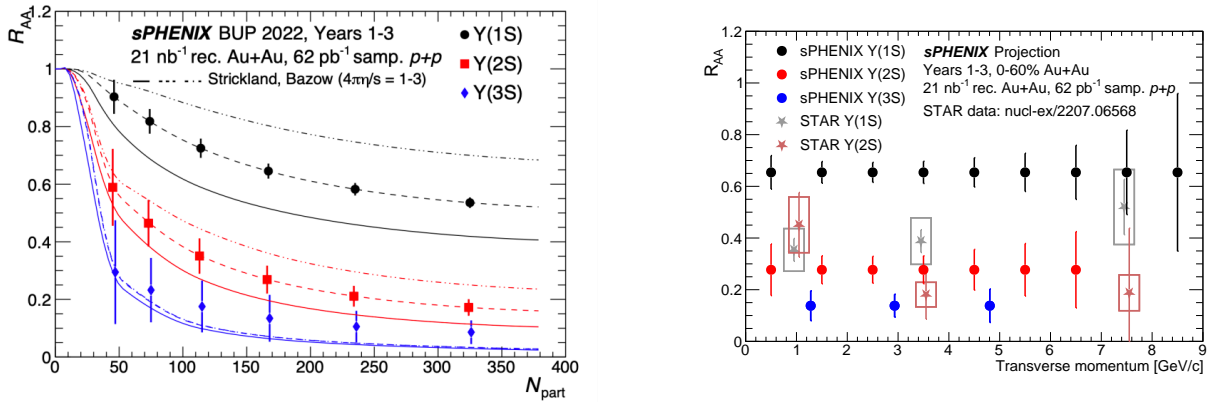 R_AA
1.4
1.2
1
0.8
0.6
0.4
0.2
0
sPHENIX BUP 2022, Years 1-3
21 nb⁻¹ rec. Au+Au, 62 pb⁻¹ samp. p+p
Strickland, Bazow (4πη/s = 1-3)
Υ(1S)
Υ(2S)
Υ(3S)
0 50 100 150 200 250 300 350 400
N_part
R_AA
1.2
1
0.8
0.6
0.4
0.2
0
sPHENIX Υ(1S)
sPHENIX Υ(2S)
sPHENIX Υ(3S)
STAR Υ(1S)
STAR Υ(2S)
sPHENIX Projection
Years 1-3, 0-60% Au+Au
21 nb⁻¹ rec. Au+Au, 62 pb⁻¹ samp. p+p
STAR data: nucl-ex/2207.06568
0 1 2 3 4 5 6 7 8 9
Transverse momentum [GeV/c]